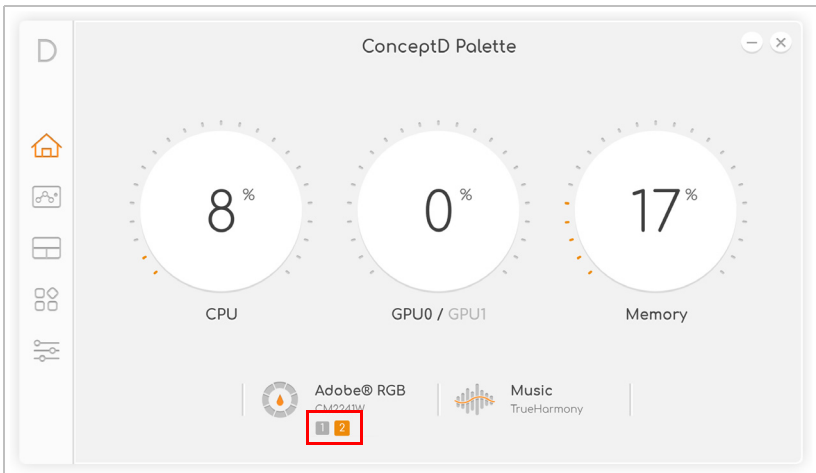 D
ConceptD Palette
8 %
0 %
17 %
CPU
GPU0 / GPU1
Memory
Adobe® RGB
CM2241W
1 2
Music
TrueHarmony